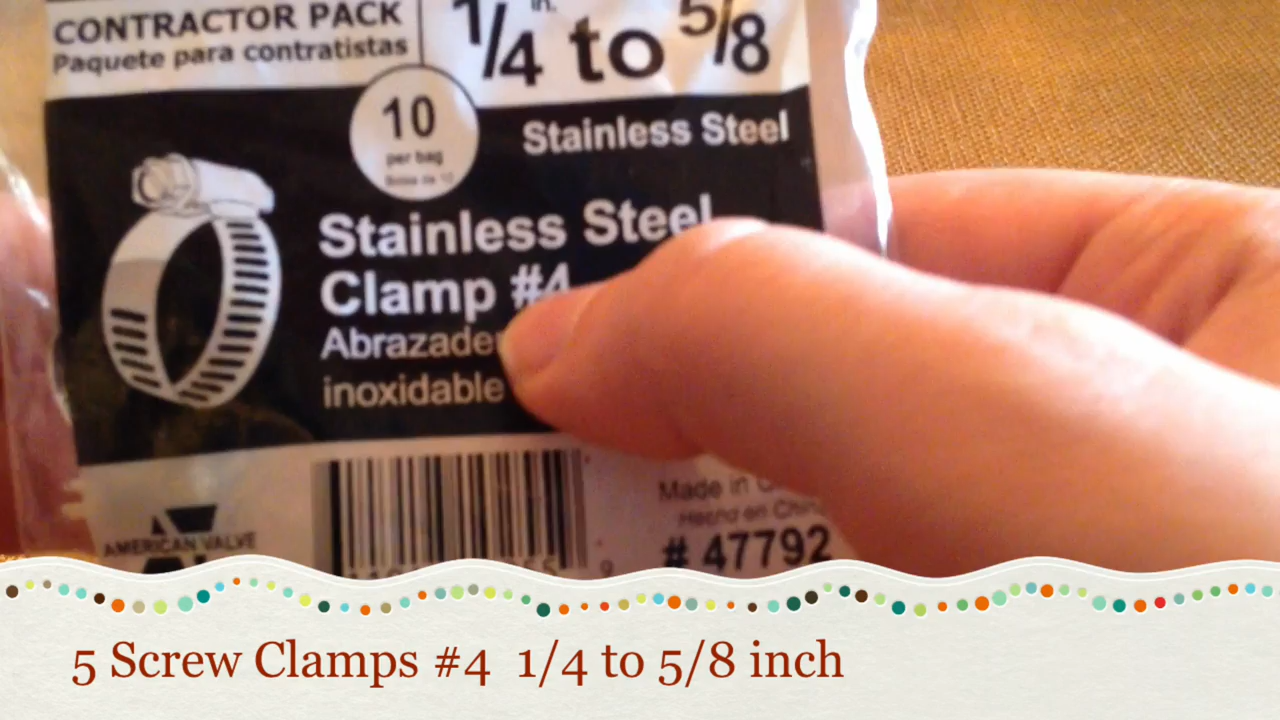 CONTRACTOR PACK
Paquete para contratistas
1/4 in. to 5/8
10
per bag
Stainless Steel
Stainless Steel
Clamp #4
inoxidable
AMERICAN VALVE
Made in
Hecho en
# 47792
5 Screw Clamps #4 1/4 to 5/8 inch